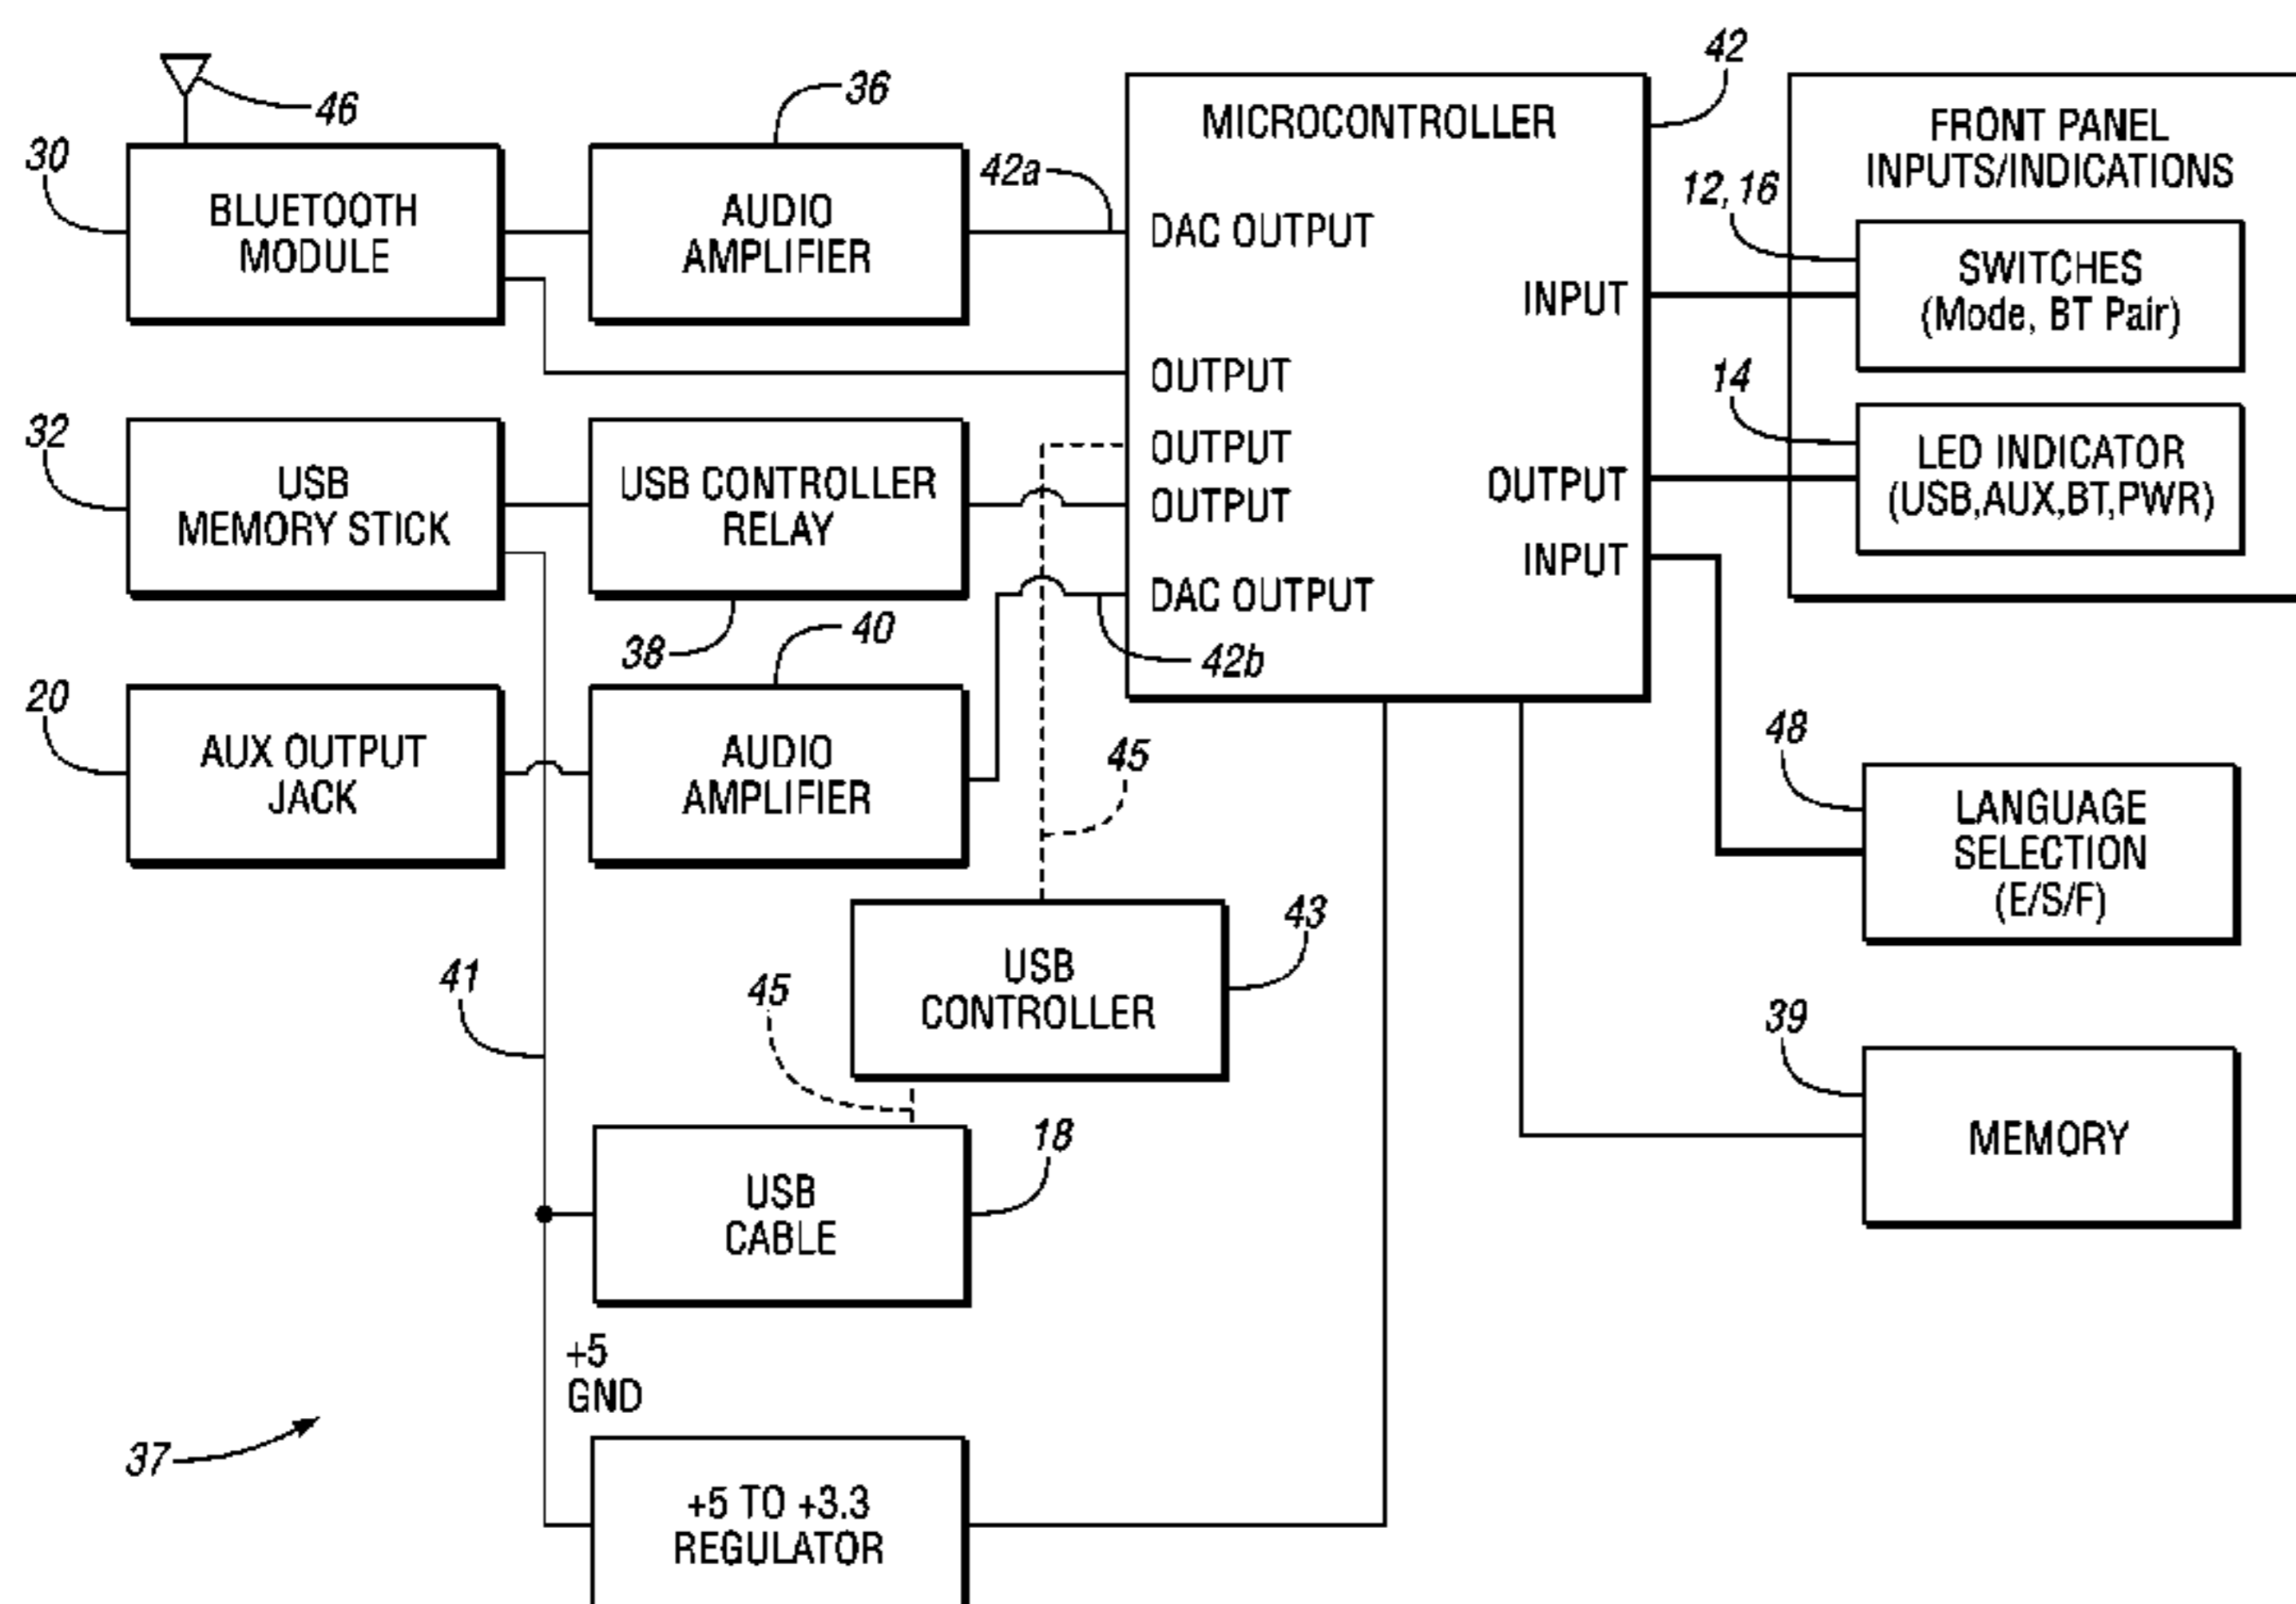 46
36
42
30
BLUETOOTH
MODULE
AUDIO
AMPLIFIER
42a
MICROCONTROLLER
DAC OUTPUT
INPUT
OUTPUT
OUTPUT
OUTPUT
DAC OUTPUT
OUTPUT
INPUT
FRONT PANEL
INPUTS/INDICATIONS
12, 16
SWITCHES
(Mode, BT Pair)
14
LED INDICATOR
(USB,AUX,BT,PWR)
32
USB
MEMORY STICK
USB CONTROLLER
RELAY
38
40
42b
20
AUX OUTPUT
JACK
AUDIO
AMPLIFIER
45
48
LANGUAGE
SELECTION
(E/S/F)
41
45
USB
CONTROLLER
43
39
MEMORY
USB
CABLE
18
+5
GND
37
+5 TO +3.3
REGULATOR